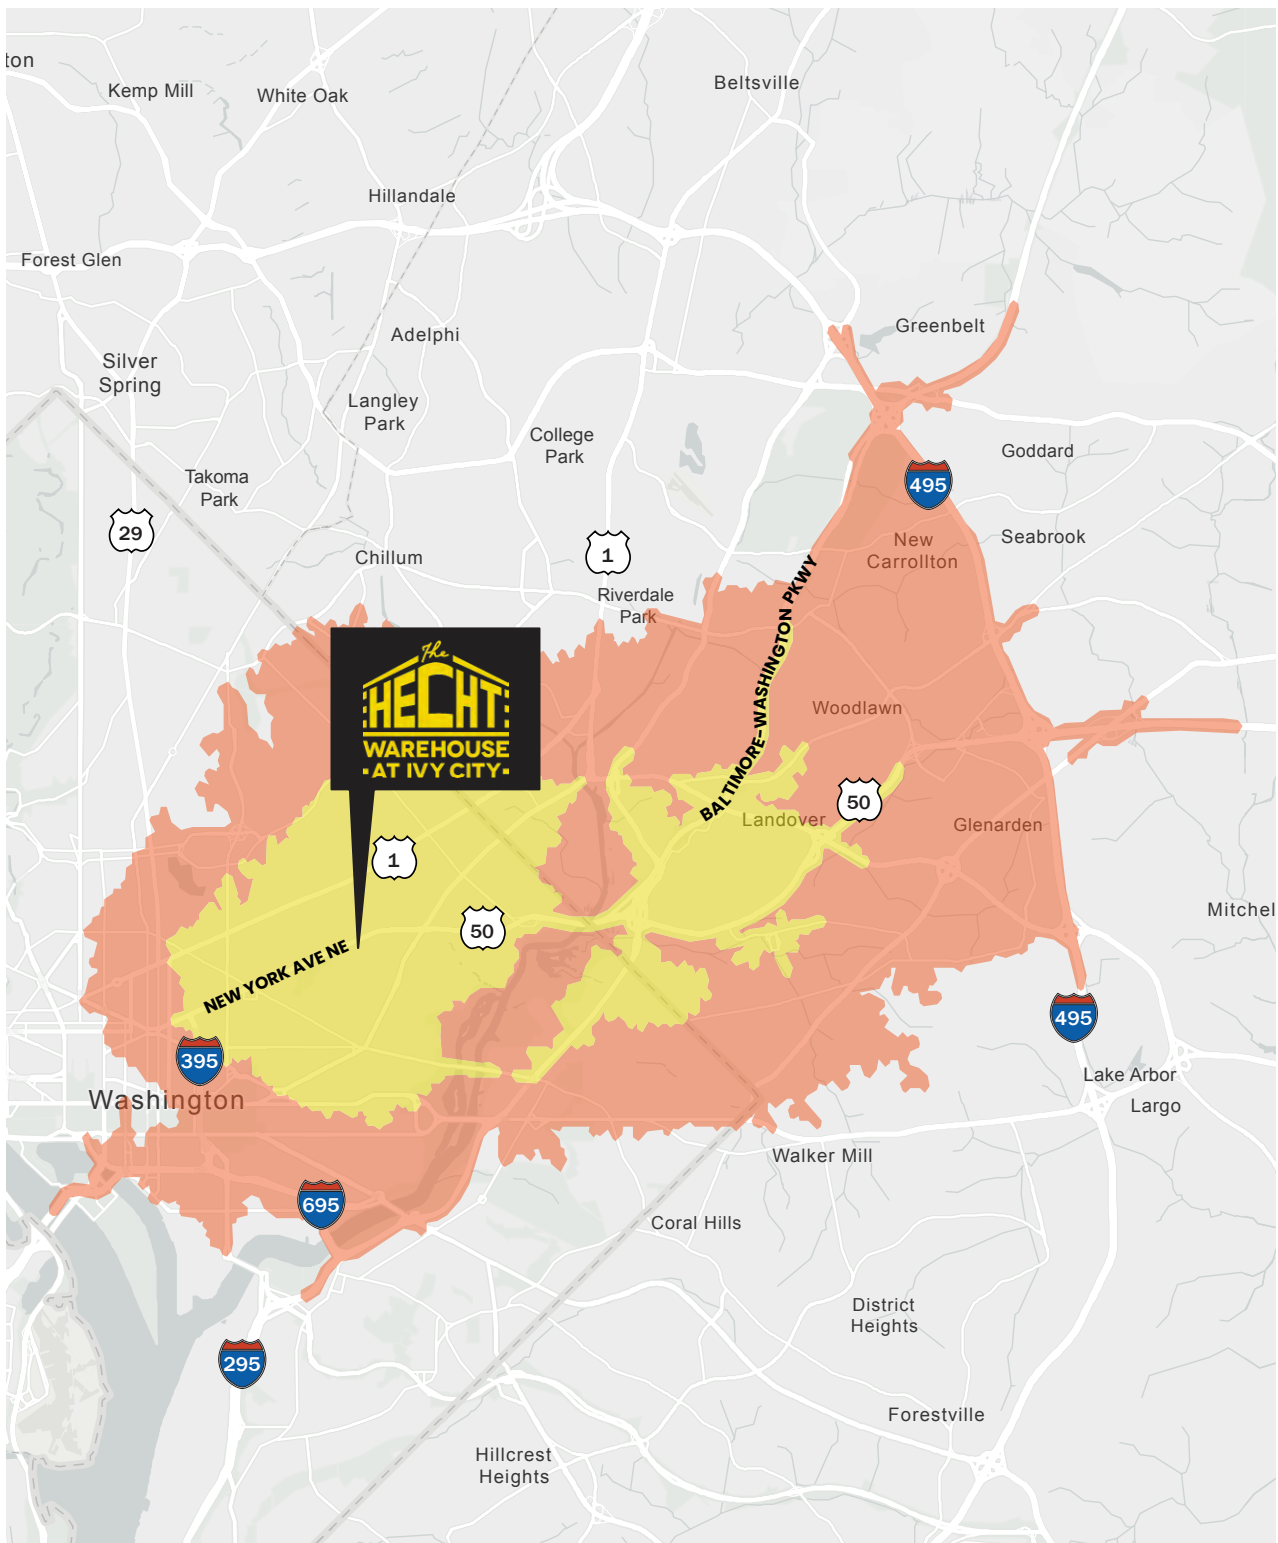 ton
Kemp Mill
White Oak
Beltsville
Hillandale
Forest Glen
Greenbelt
Adelphi
Silver
Spring
Langley
Park
College
Park
Goddard
Takoma
Park
495
29
1
New
Carrollton
Seabrook
Chillum
Riverdale
Park
BALTIMORE-WASHINGTON PKWY
The
HECHT
WAREHOUSE
AT IVY CITY
Woodlawn
50
Landover
Glenarden
1
50
Mitchel
NEW YORK AVE NE
495
395
Washington
Lake Arbor
Largo
Walker Mill
695
Coral Hills
District
Heights
295
Forestville
Hillcrest
Heights